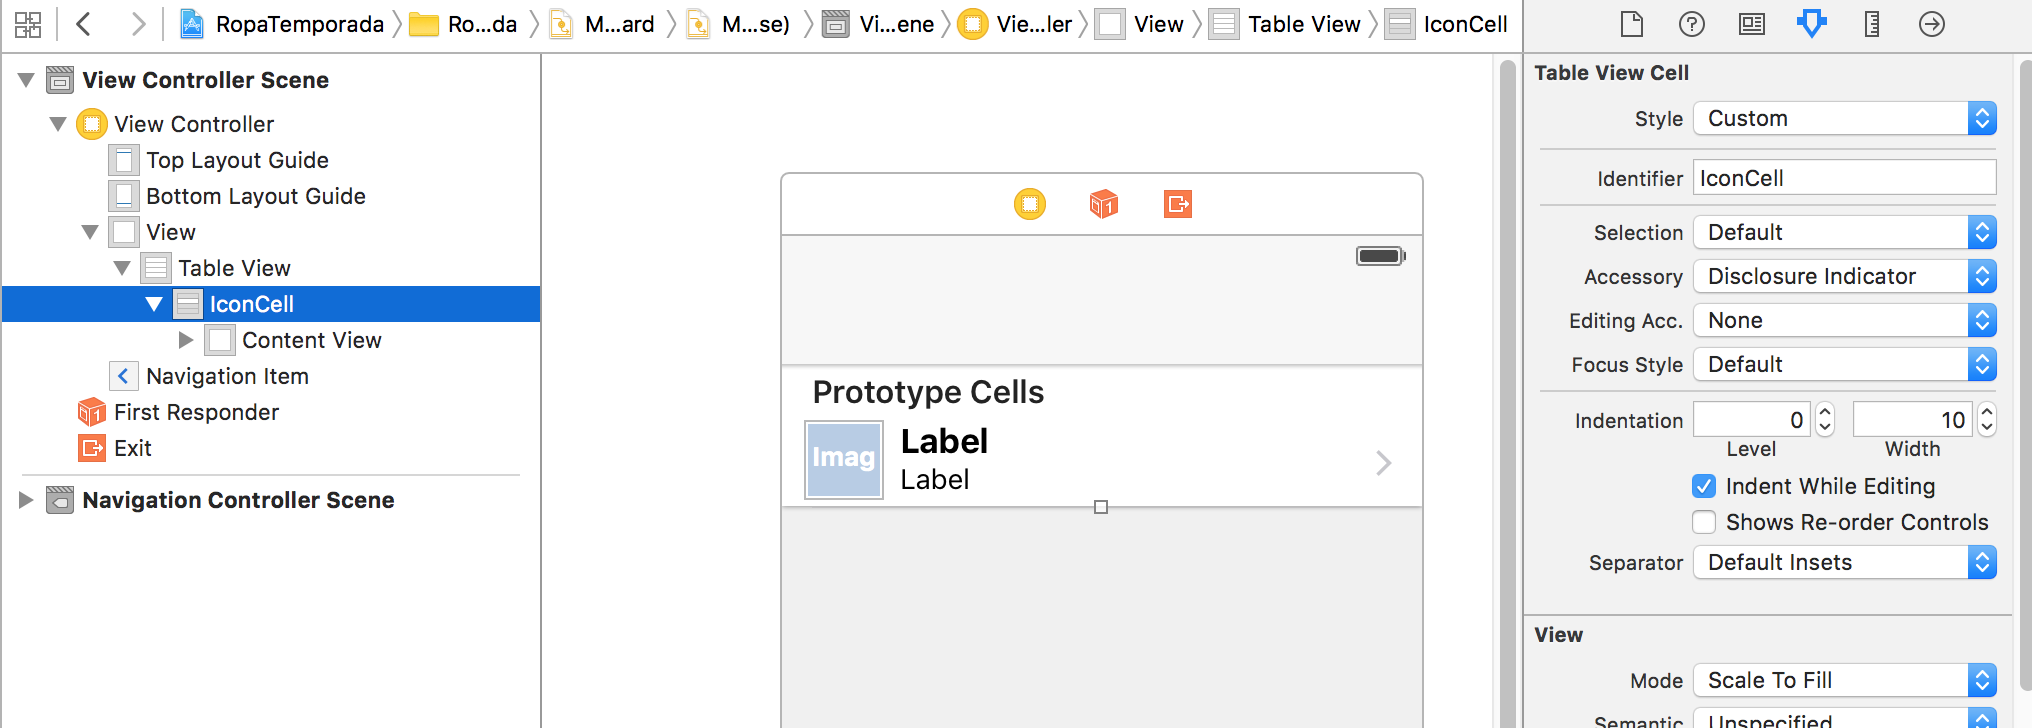 RopaTemporada Ro...da M...ard M...se) Vi...ene Vie...ler View Table View IconCell
View Controller Scene
View Controller
Top Layout Guide
Bottom Layout Guide
View
Table View
IconCell
Content View
Navigation Item
First Responder
Exit
Navigation Controller Scene
Prototype Cells
Imag
Label
Label
Table View Cell
Style Custom
Identifier IconCell
Selection Default
Accessory Disclosure Indicator
Editing Acc. None
Focus Style Default
Indentation 0 10
Level Width
Indent While Editing
Shows Re-order Controls
Separator Default Insets
View
Mode Scale To Fill
Semantic Unspecified